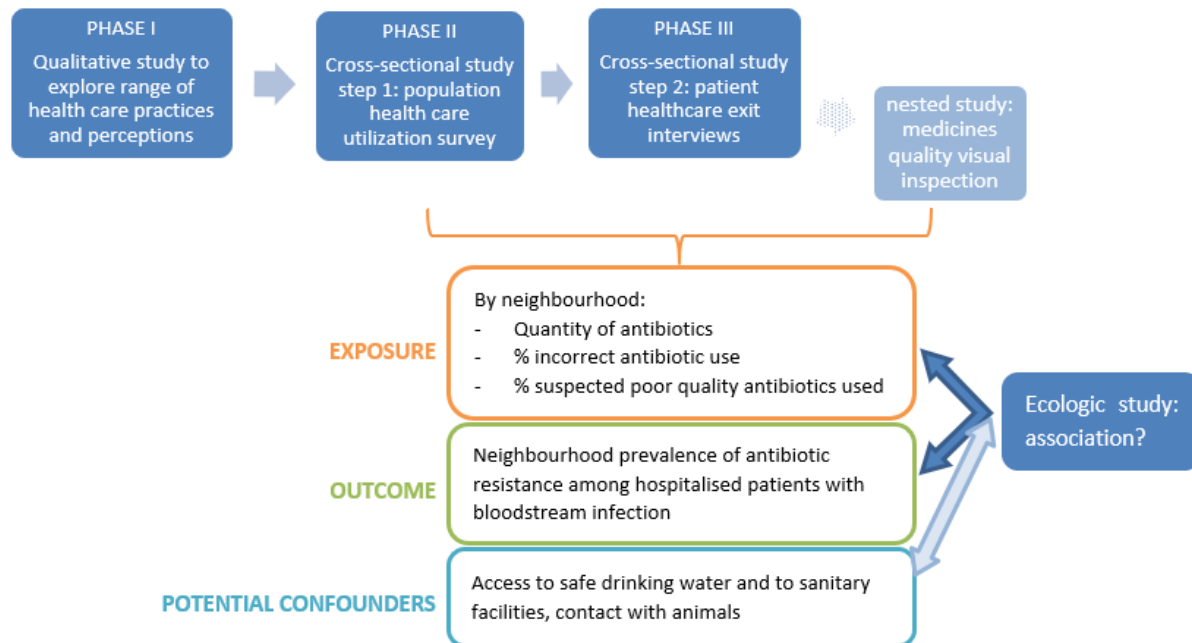 PHASE I
Qualitative study to
explore range of
health care practices
and perceptions
PHASE II
Cross-sectional study
step 1: population
health care
utilization survey
PHASE III
Cross-sectional study
step 2: patient
healthcare exit
interviews
nested study:
medicines
quality visual
inspection
EXPOSURE
By neighbourhood:
- Quantity of antibiotics
- % incorrect antibiotic use
- % suspected poor quality antibiotics used
Ecologic study:
association?
OUTCOME
Neighbourhood prevalence of antibiotic
resistance among hospitalised patients with
bloodstream infection
POTENTIAL CONFOUNDERS
Access to safe drinking water and to sanitary
facilities, contact with animals